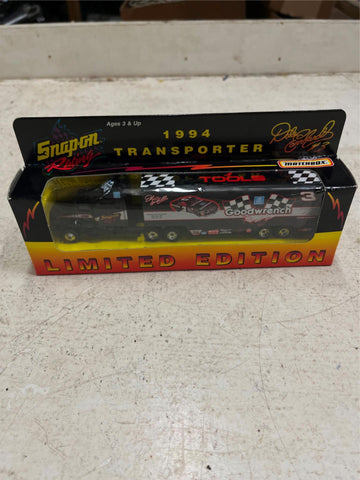 Ages 3 & Up
Snap-on
Racing
1994
TRANSPORTER
MATCHBOX
TOOLS
Goodwrench
3
LIMITED EDITION